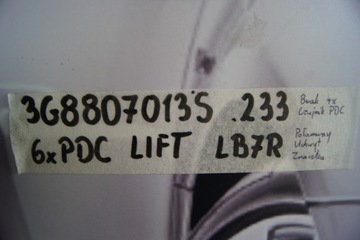 3G8807013S .233
6xPDC LIFT LB7R
Brak 4x
Czujnik PDC
Połamany
Uchwyt
Znaczka